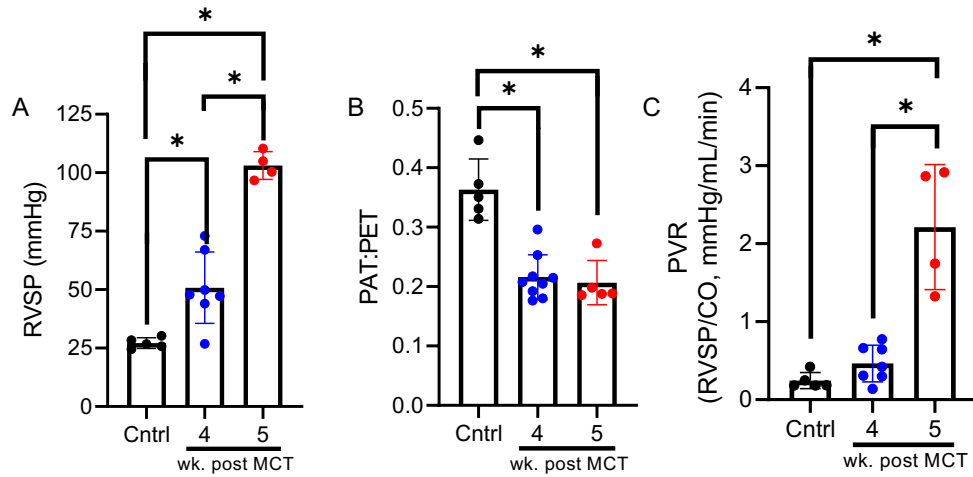 A
RVSP (mmHg)
125
100
75
50
25
0
*
*
*
Cntrl
4
5
wk. post MCT
B
PAT:PET
0.5
0.4
0.3
0.2
0.1
0.0
*
*
Cntrl
4
5
wk. post MCT
C
PVR
(RVSP/CO, mmHg/mL/min)
4
3
2
1
0
*
*
Cntrl
4
5
wk. post MCT